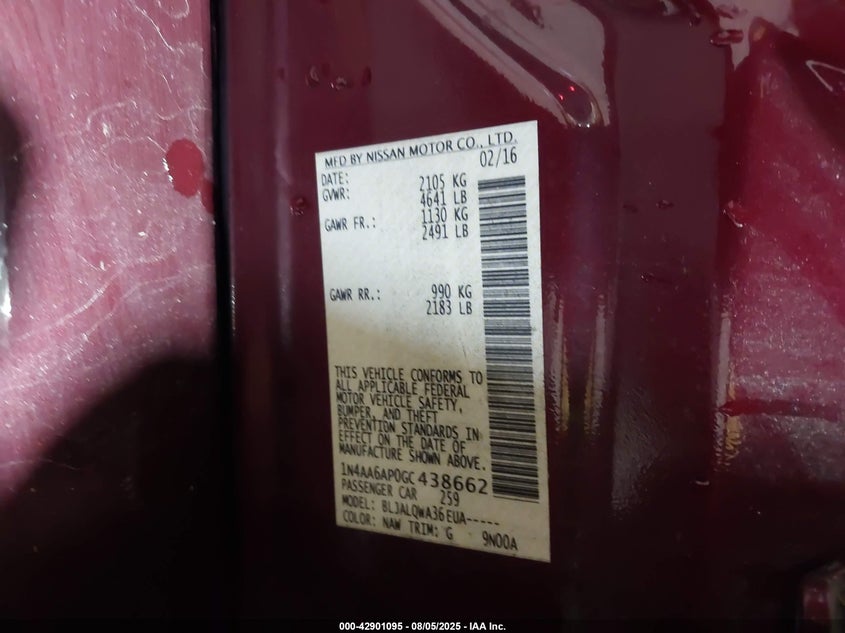 MFD BY NISSAN MOTOR CO., LTD.
DATE: 02/16
GVWR: 2105 KG
4641 LB
GAWR FR.: 1130 KG
2491 LB
GAWR RR.: 990 KG
2183 LB
THIS VEHICLE CONFORMS TO
ALL APPLICABLE FEDERAL
MOTOR VEHICLE SAFETY,
BUMPER, AND THEFT
PREVENTION STANDARDS IN
EFFECT ON THE DATE OF
MANUFACTURE SHOWN ABOVE.
1N4AA6AP0GC438662
PASSENGER CAR 259
MODEL: BLJALQWA36EUA-----
COLOR: NAW TRIM: G 9N00A
000-42901095 - 08/05/2025 - IAA Inc.